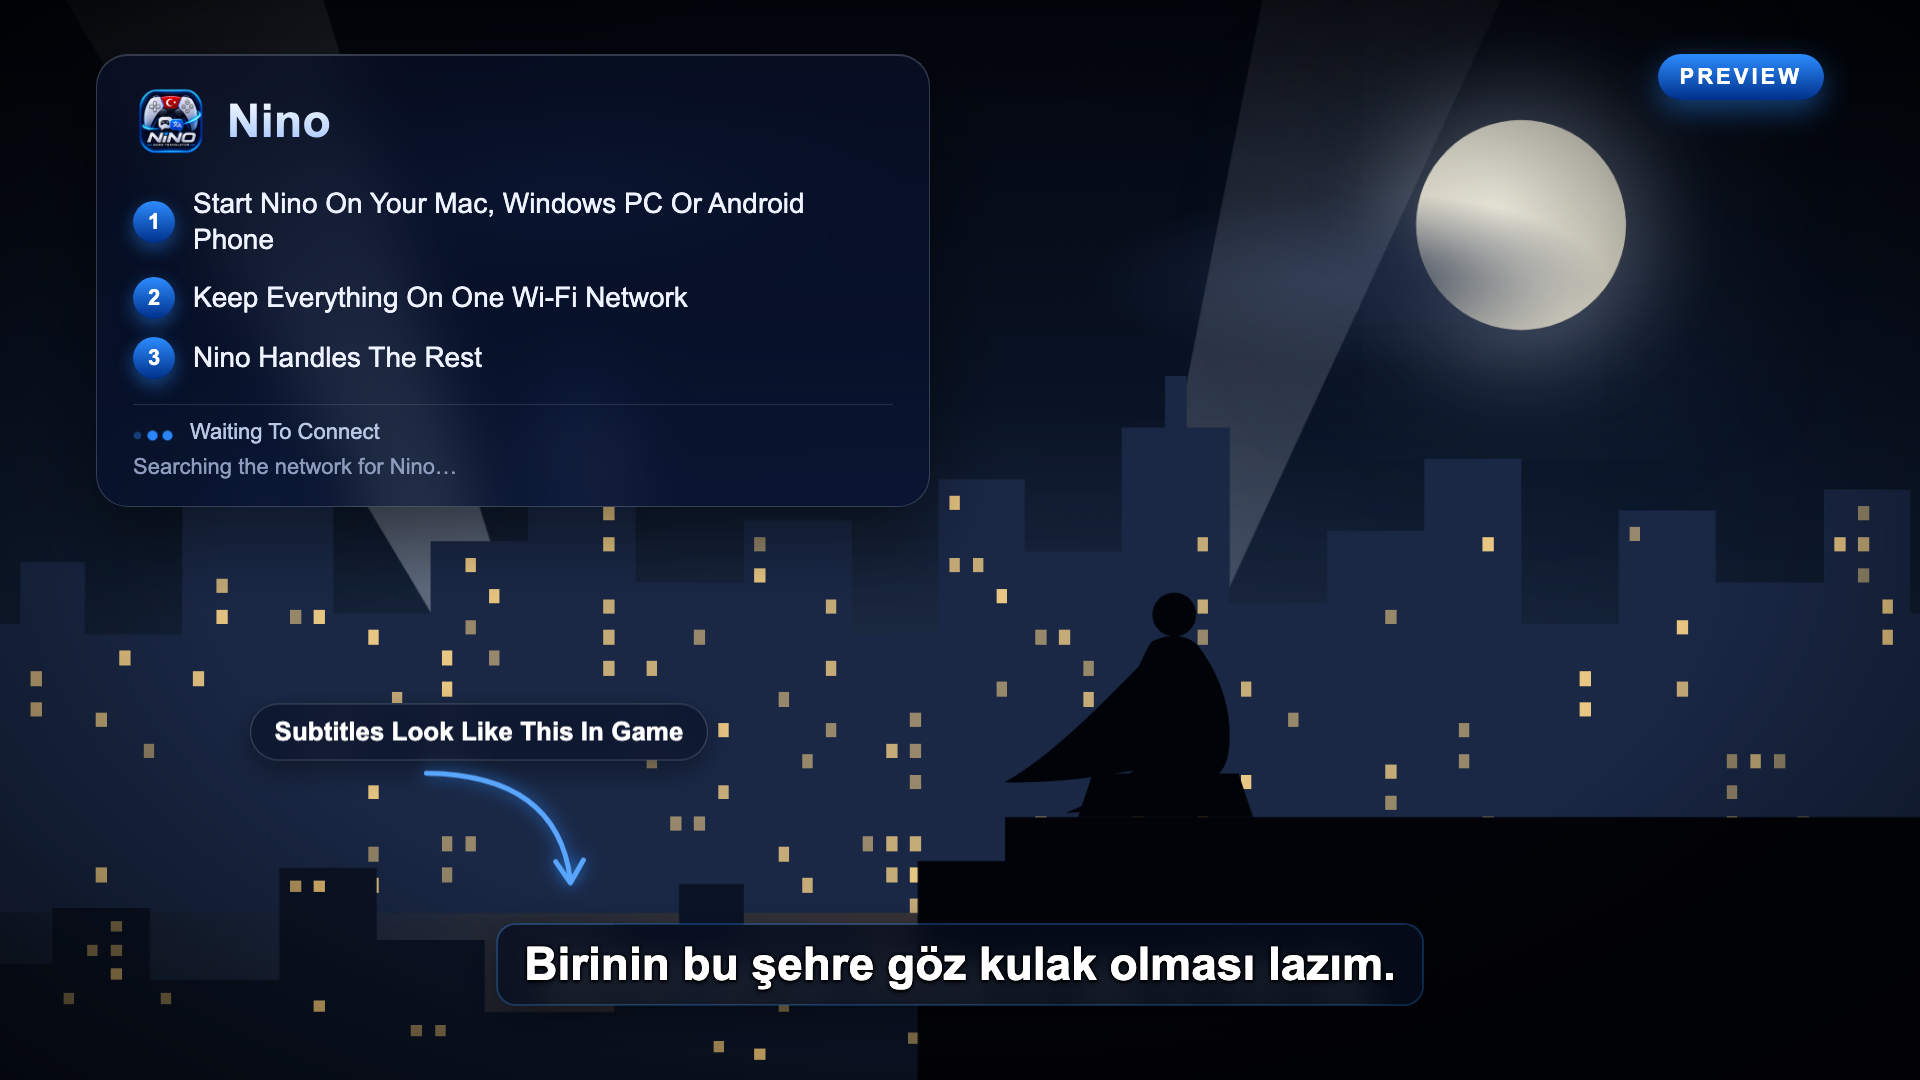 PREVIEW
NiNO
Nino
1 Start Nino On Your Mac, Windows PC Or Android
Phone
2 Keep Everything On One Wi-Fi Network
3 Nino Handles The Rest
Waiting To Connect
Searching the network for Nino…
Subtitles Look Like This In Game
Birinin bu şehre göz kulak olması lazım.